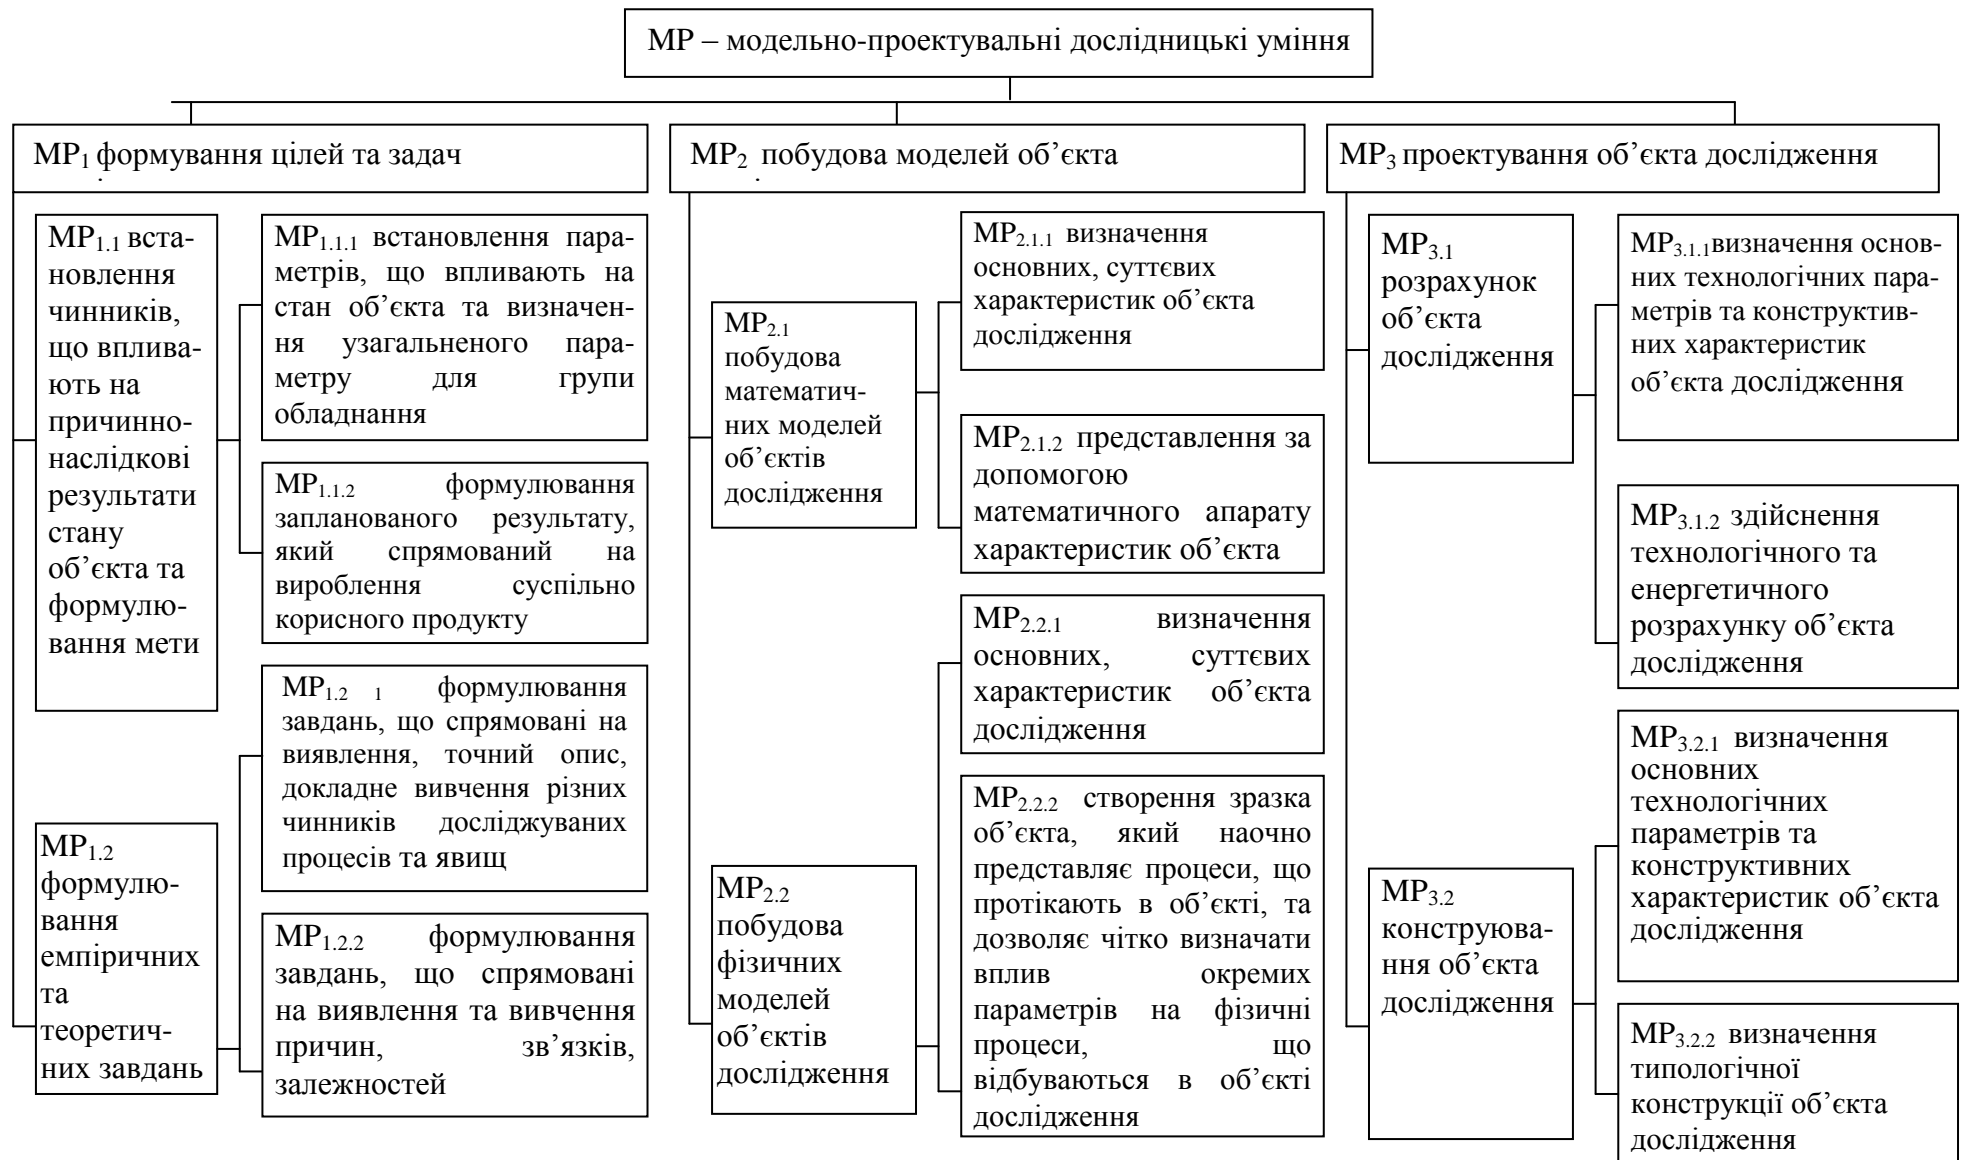 МР – модельно-проектувальні дослідницькі уміння
МР1 формування цілей та задач
МР1.1 вста-
новлення
чинників,
що вплива-
ють на
причинно-
наслідкові
результати
стану
об’єкта та
формулю-
вання мети
МР1.1.1 встановлення пара-
метрів, що впливають на
стан об’єкта та визначен-
ня узагальненого пара-
метру для групи
обладнання
МР1.1.2 формулювання
запланованого результату,
який спрямований на
вироблення суспільно
корисного продукту
МР1.2
формулю-
вання
емпіричних
та
теоретич-
них завдань
МР1.2 1 формулювання
завдань, що спрямовані на
виявлення, точний опис,
докладне вивчення різних
чинників досліджуваних
процесів та явищ
МР1.2.2 формулювання
завдань, що спрямовані
на виявлення та вивчення
причин, зв’язків,
залежностей
МР2 побудова моделей об’єкта
МР2.1
побудова
математич-
них моделей
об’єктів
дослідження
МР2.1.1 визначення
основних, суттєвих
характеристик об’єкта
дослідження
МР2.1.2 представлення за
допомогою
математичного апарату
характеристик об’єкта
МР2.2
побудова
фізичних
моделей
об’єктів
дослідження
МР2.2.1 визначення
основних, суттєвих
характеристик об’єкта
дослідження
МР2.2.2 створення зразка
об’єкта, який наочно
представляє процеси, що
протікають в об’єкті, та
дозволяє чітко визначати
вплив окремих
параметрів на фізичні
процеси, що
відбуваються в об’єкті
дослідження
МР3 проектування об’єкта дослідження
МР3.1
розрахунок
об’єкта
дослідження
МР3.1.1визначення основ-
них технологічних пара-
метрів та конструктив-
них характеристик
об’єкта дослідження
МР3.1.2 здійснення
технологічного та
енергетичного
розрахунку об’єкта
дослідження
МР3.2
конструюва-
ння об’єкта
дослідження
МР3.2.1 визначення
основних
технологічних
параметрів та
конструктивних
характеристик об’єкта
дослідження
МР3.2.2 визначення
типологічної
конструкції об’єкта
дослідження